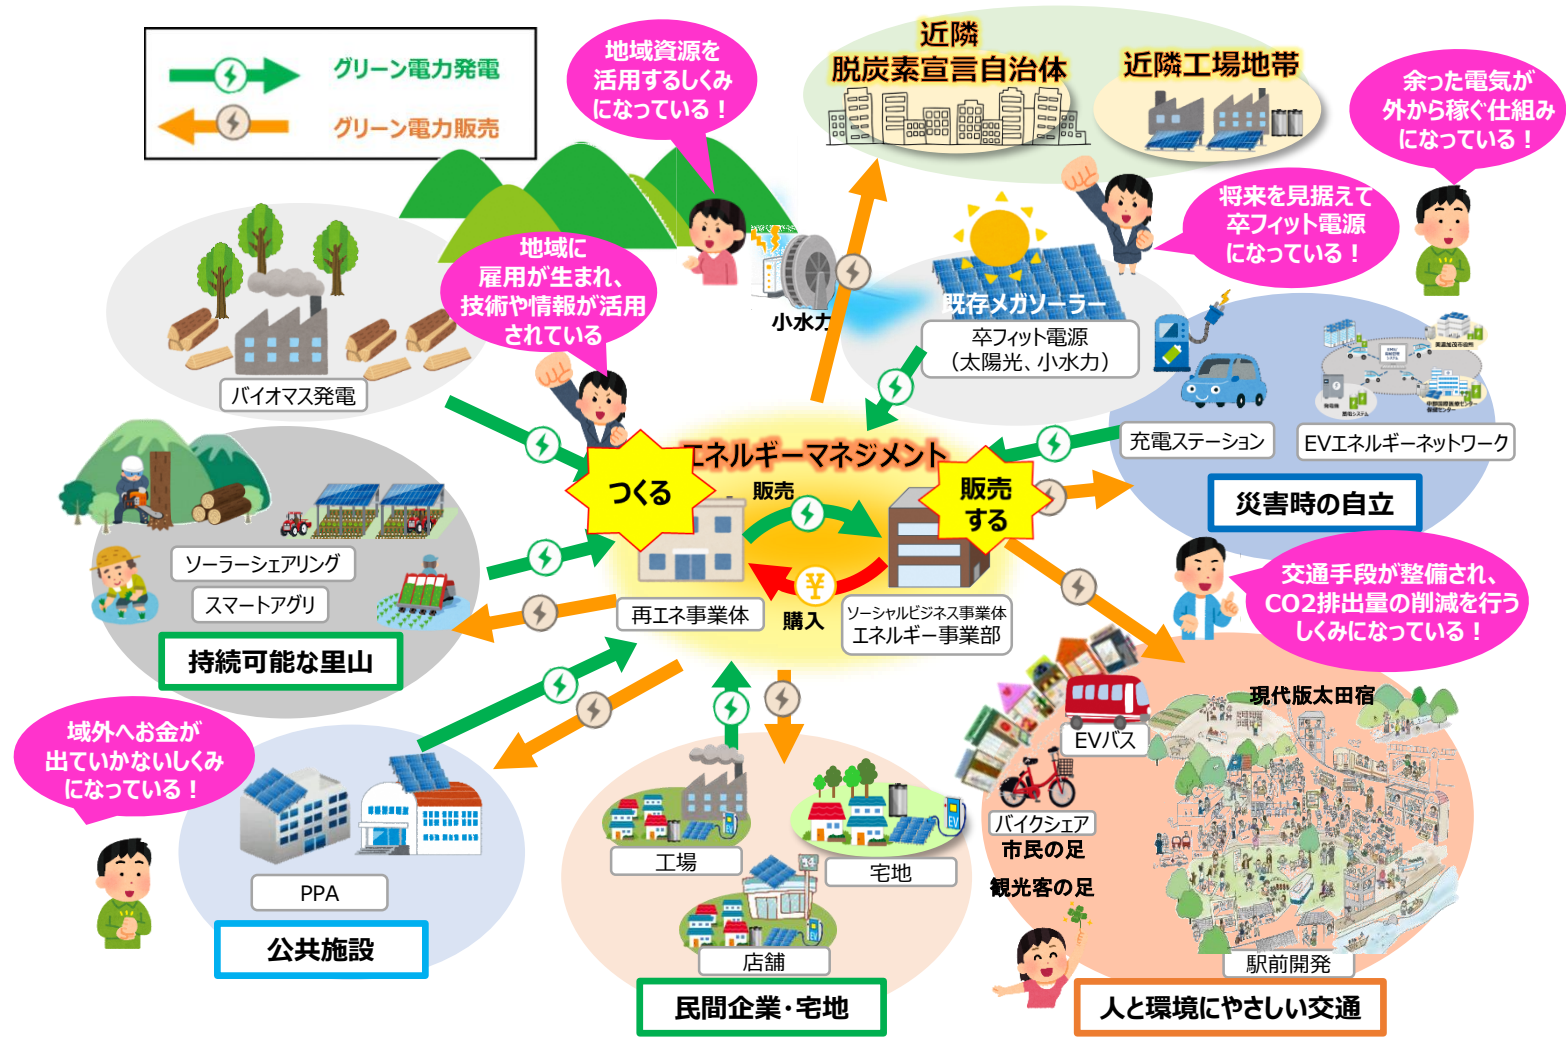 グリーン電力発電
グリーン電力販売
地域資源を
活用するしくみ
になっている！
近隣
脱炭素宣言自治体
近隣工場地帯
余った電気が
外から稼ぐ仕組み
になっている！
将来を見据えて
卒フィット電源
になっている！
地域に
雇用が生まれ、
技術や情報が活用
されている
小水力
既存メガソーラー
卒フィット電源
（太陽光、小水力）
バイオマス発電
充電ステーション
EVエネルギーネットワーク
災害時の自立
エネルギーマネジメント
つくる
販売
販売
する
¥
購入
再エネ事業体
ソーシャルビジネス事業体
エネルギー事業部
ソーラーシェアリング
スマートアグリ
持続可能な里山
交通手段が整備され、
CO2排出量の削減を行う
しくみになっている！
域外へお金が
出ていかないしくみ
になっている！
PPA
公共施設
工場
EV
宅地
EV
店舗
EV
民間企業・宅地
EVバス
現代版太田宿
バイクシェア
市民の足
観光客の足
駅前開発
人と環境にやさしい交通